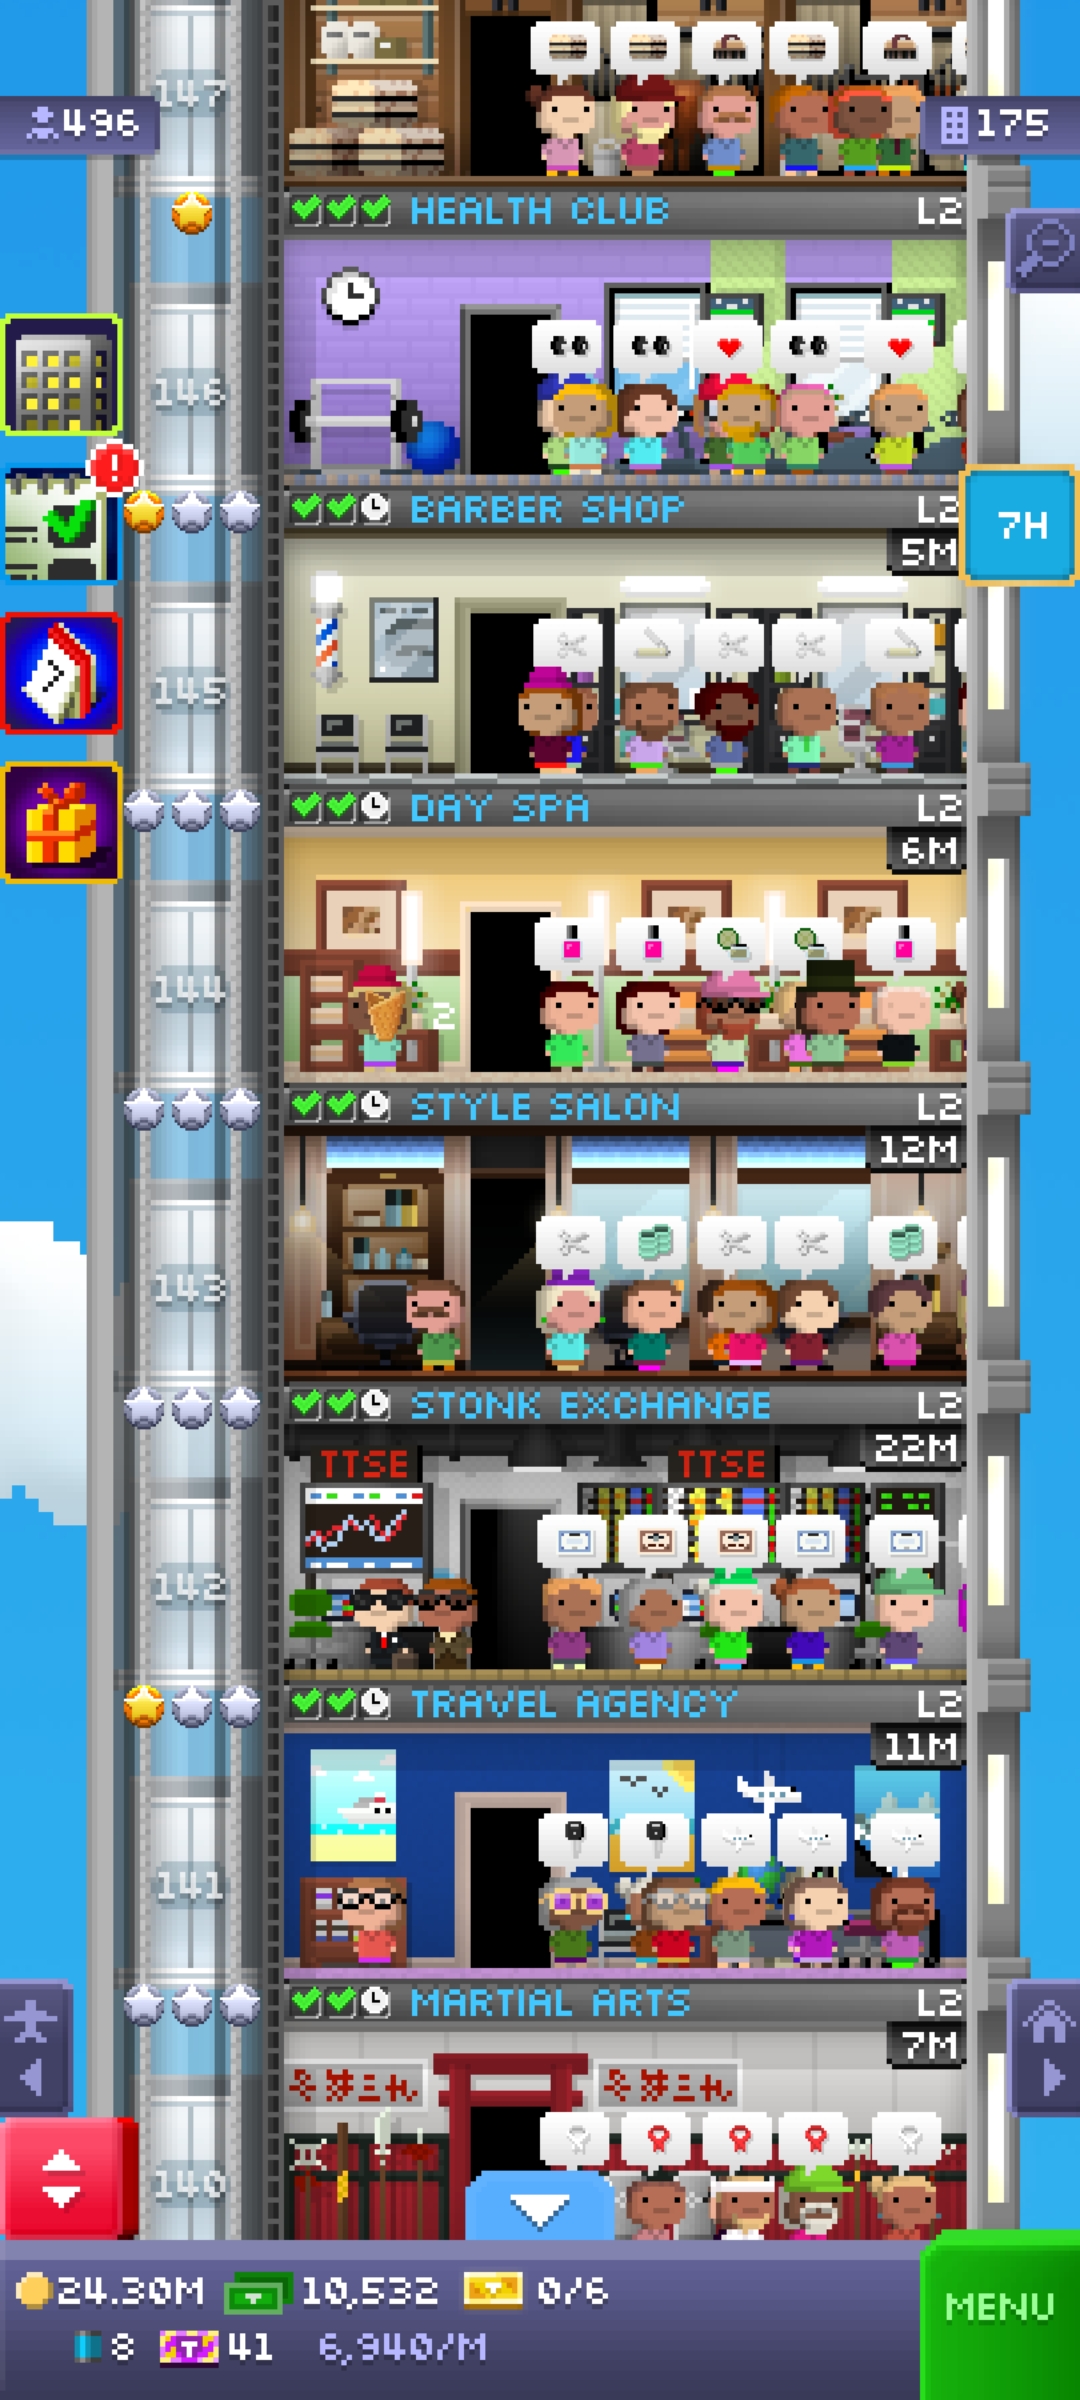 147
496
175
HEALTH CLUB L2
146
BARBER SHOP L2
7H
5M
145
DAY SPA L2
6M
144
2
STYLE SALON L2
12M
143
STONK EXCHANGE L2
22M
TTSE TTSE
142
TRAVEL AGENCY L2
11M
141
MARTIAL ARTS L2
7M
140
24.30M 10,532 0/6
MENU
8 T 41 6,940/M